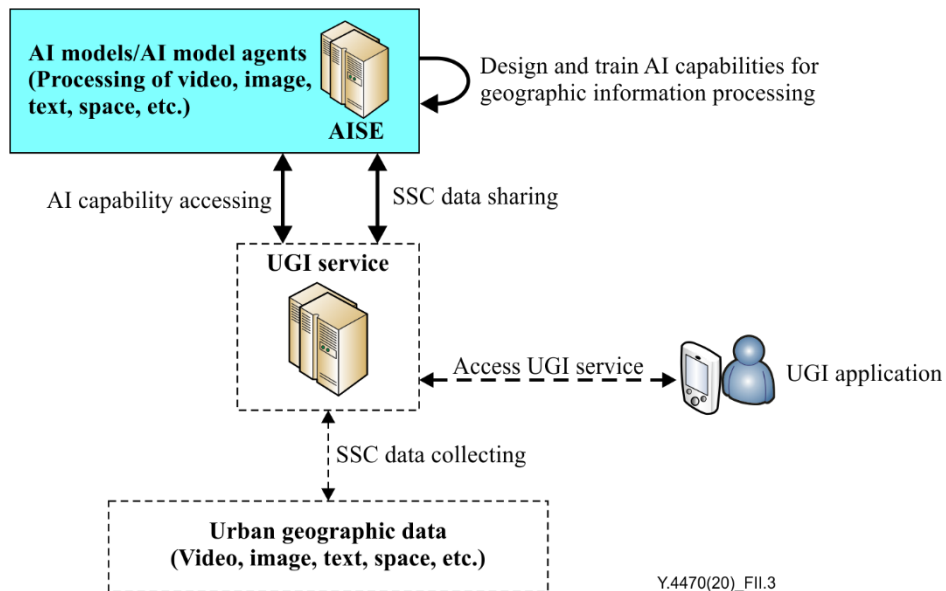 AI models/AI model agents
(Processing of video, image,
text, space, etc.)
AISE
Design and train AI capabilities for
geographic information processing
AI capability accessing
SSC data sharing
UGI service
Access UGI service
UGI application
SSC data collecting
Urban geographic data
(Video, image, text, space, etc.)
Y.4470(20)_FII.3